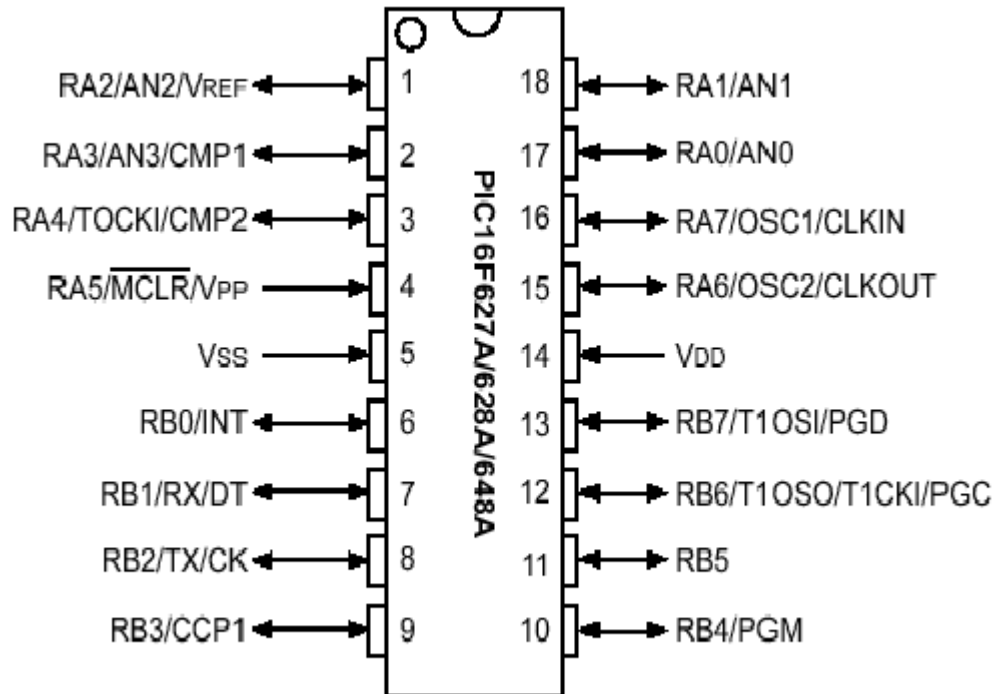 RA2/AN2/VREF 1 18 RA1/AN1
RA3/AN3/CMP1 2 17 RA0/AN0
RA4/TOCKI/CMP2 3 16 RA7/OSC1/CLKIN
RA5/MCLR/VPP 4 15 RA6/OSC2/CLKOUT
VSS 5 14 VDD
RB0/INT 6 13 RB7/T1OSI/PGD
RB1/RX/DT 7 12 RB6/T1OSO/T1CKI/PGC
RB2/TX/CK 8 11 RB5
RB3/CCP1 9 10 RB4/PGM
PIC16F627A/628A/648A